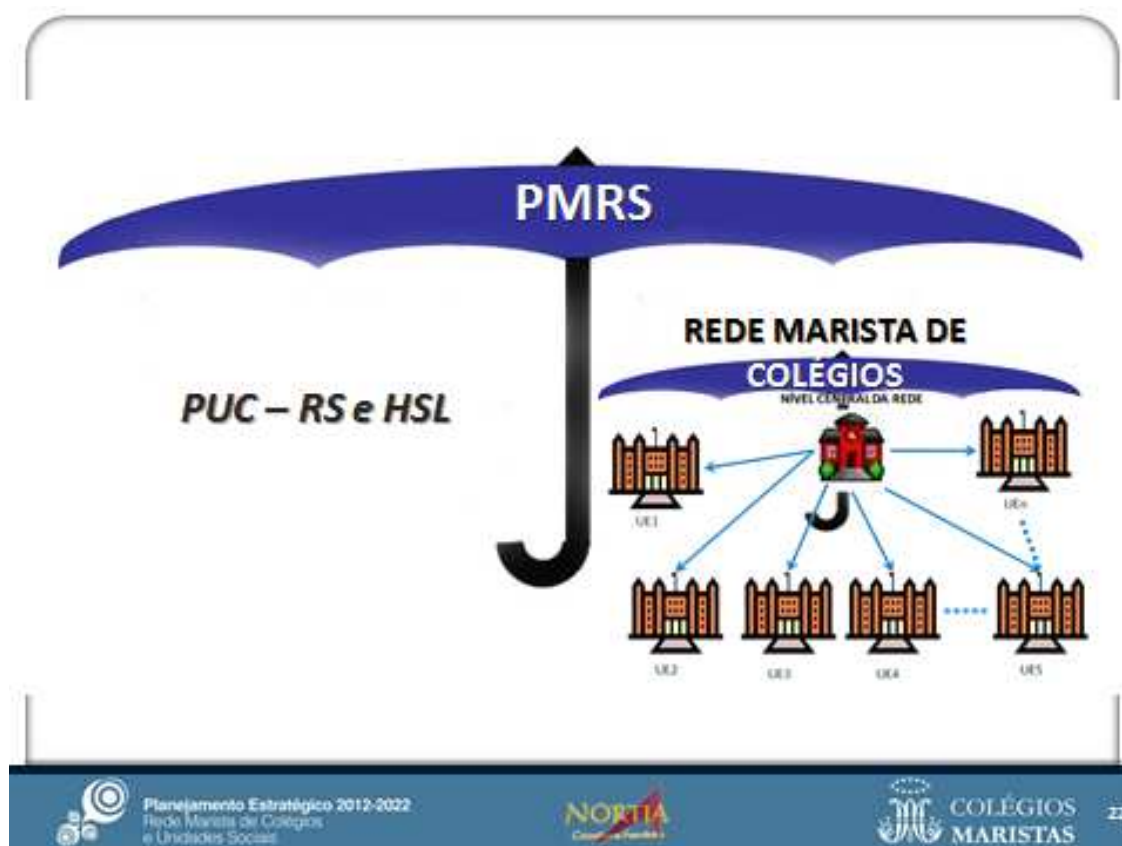 PMRS
REDE MARISTA DE
COLÉGIOS
NÍVEL CENTRAL DA REDE
PUC – RS e HSL
UE1
UEn
UE2
UE3
UE4
UE5
Planejamento Estratégico 2012-2022
Rede Marista de Colégios
e Unidades Sociais
NORTIA
COLÉGIOS
MARISTAS
22